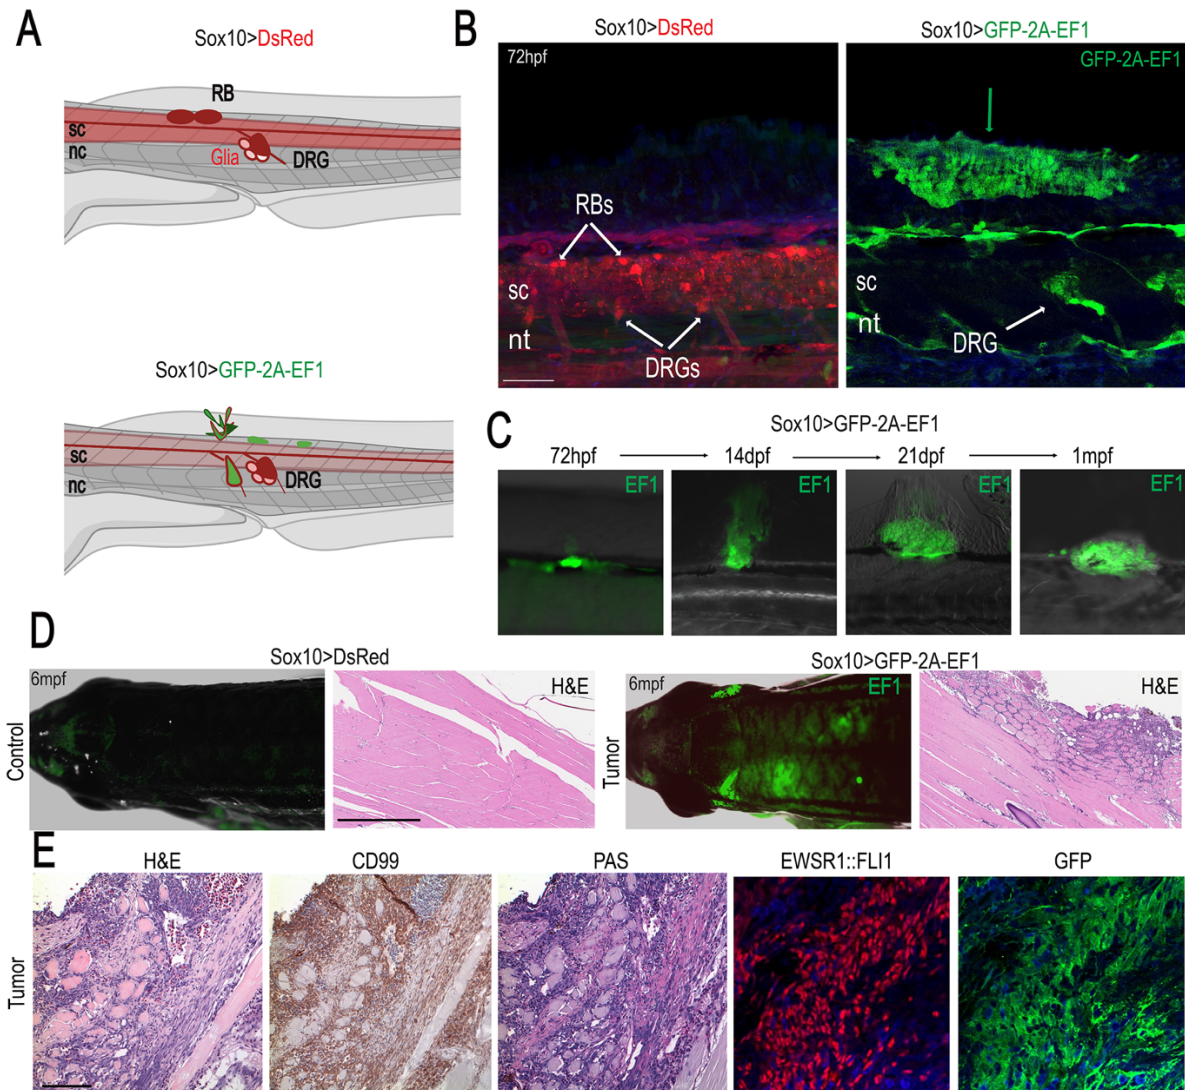 A
Sox10>DsRed
RB
sc
nc
Glia
DRG
Sox10>GFP-2A-EF1
sc
nc
DRG
B
Sox10>DsRed
72hpf
RBs
sc
nt
DRGs
Sox10>GFP-2A-EF1
GFP-2A-EF1
sc
nt
DRG
C
Sox10>GFP-2A-EF1
72hpf
14dpf
21dpf
1mpf
EF1
EF1
EF1
EF1
D
Sox10>DsRed
6mpf
H&E
Control
Sox10>GFP-2A-EF1
6mpf
EF1
H&E
Tumor
E
H&E
CD99
PAS
EWSR1::FLI1
GFP
Tumor